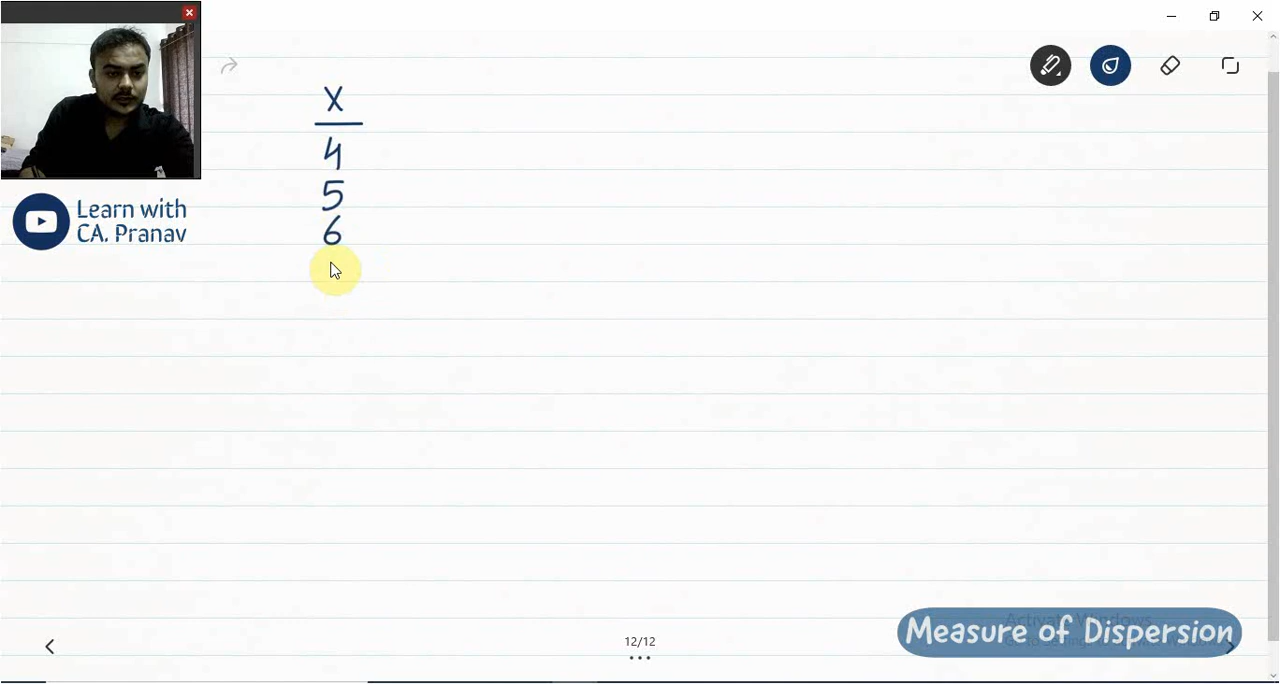 X
4
5
6
Learn with
CA. Pranav
12/12
Measure of Dispersion